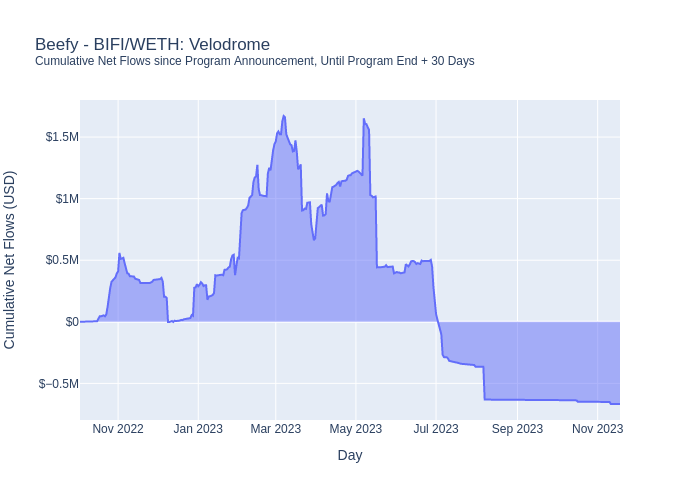 Beefy - BIFI/WETH: Velodrome
Cumulative Net Flows since Program Announcement, Until Program End + 30 Days
Cumulative Net Flows (USD)
$1.5M
$1M
$0.5M
$0
$−0.5M
Nov 2022
Jan 2023
Mar 2023
May 2023
Jul 2023
Sep 2023
Nov 2023
Day